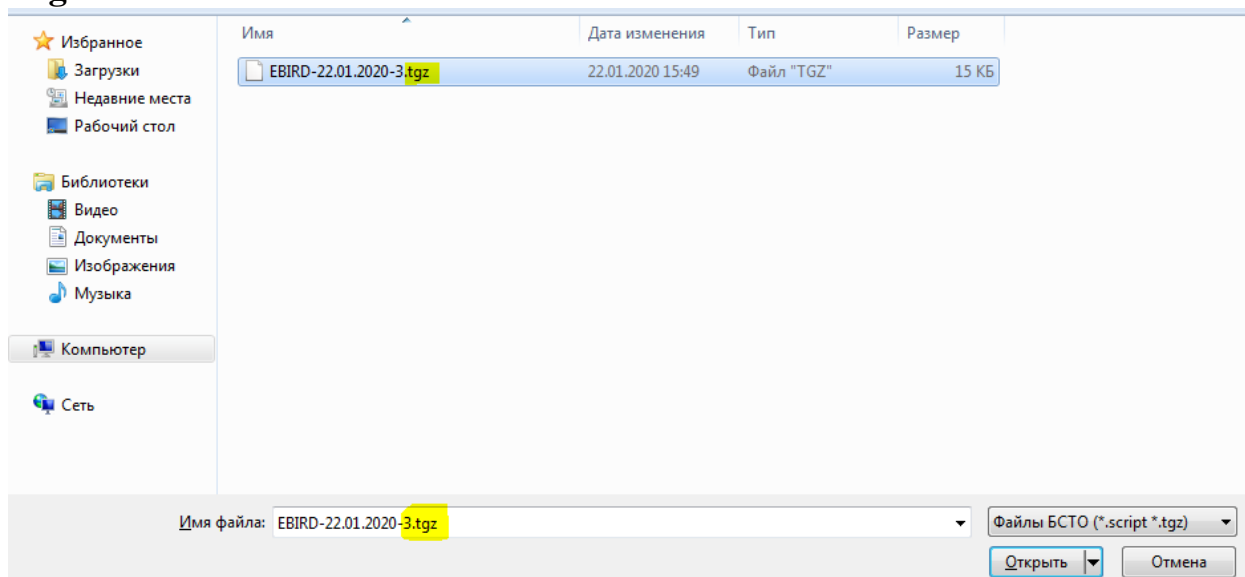 Избранное
Загрузки
Недавние места
Рабочий стол
Библиотеки
Видео
Документы
Изображения
Музыка
Компьютер
Сеть
Имя Дата изменения Тип Размер
EBIRD-22.01.2020-3.tgz 22.01.2020 15:49 Файл "TGZ" 15 КБ
Имя файла: EBIRD-22.01.2020-3.tgz Файлы БСТО (*.script *.tgz)
Открыть Отмена